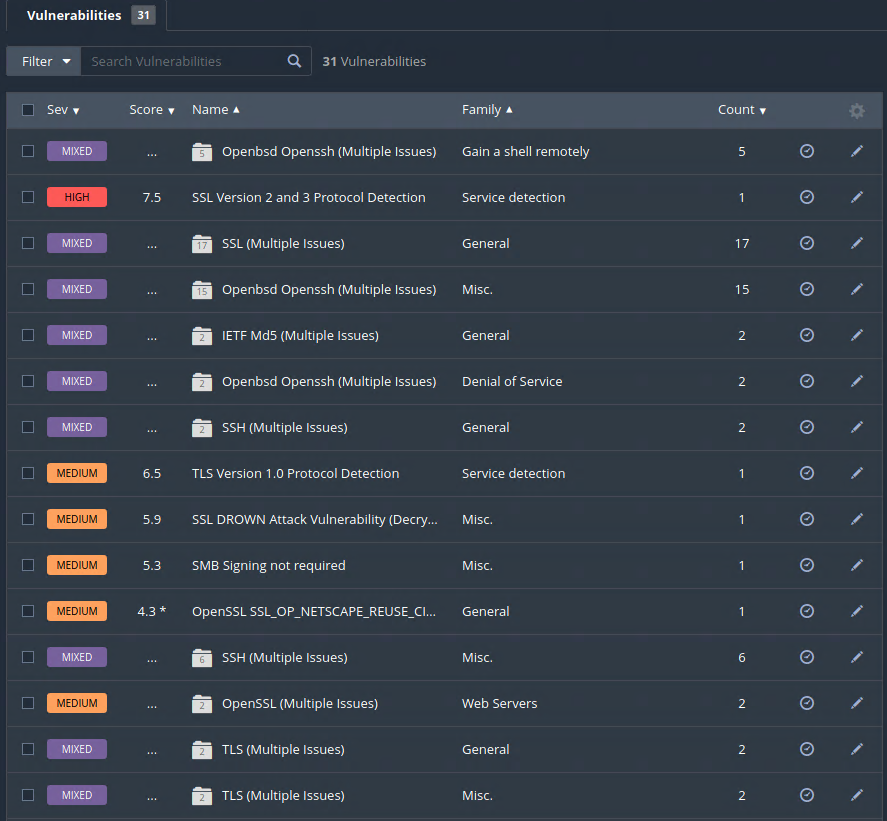 Vulnerabilities 31
Filter Search Vulnerabilities 31 Vulnerabilities
Sev Score Name Family Count
MIXED ... 5 Openbsd Openssh (Multiple Issues) Gain a shell remotely 5
HIGH 7.5 SSL Version 2 and 3 Protocol Detection Service detection 1
MIXED ... 17 SSL (Multiple Issues) General 17
MIXED ... 15 Openbsd Openssh (Multiple Issues) Misc. 15
MIXED ... 2 IETF Md5 (Multiple Issues) General 2
MIXED ... 2 Openbsd Openssh (Multiple Issues) Denial of Service 2
MIXED ... 2 SSH (Multiple Issues) General 2
MEDIUM 6.5 TLS Version 1.0 Protocol Detection Service detection 1
MEDIUM 5.9 SSL DROWN Attack Vulnerability (Decry... Misc. 1
MEDIUM 5.3 SMB Signing not required Misc. 1
MEDIUM 4.3 * OpenSSL SSL_OP_NETSCAPE_REUSE_CI... General 1
MIXED ... 6 SSH (Multiple Issues) Misc. 6
MEDIUM ... 2 OpenSSL (Multiple Issues) Web Servers 2
MIXED ... 2 TLS (Multiple Issues) General 2
MIXED ... 2 TLS (Multiple Issues) Misc. 2